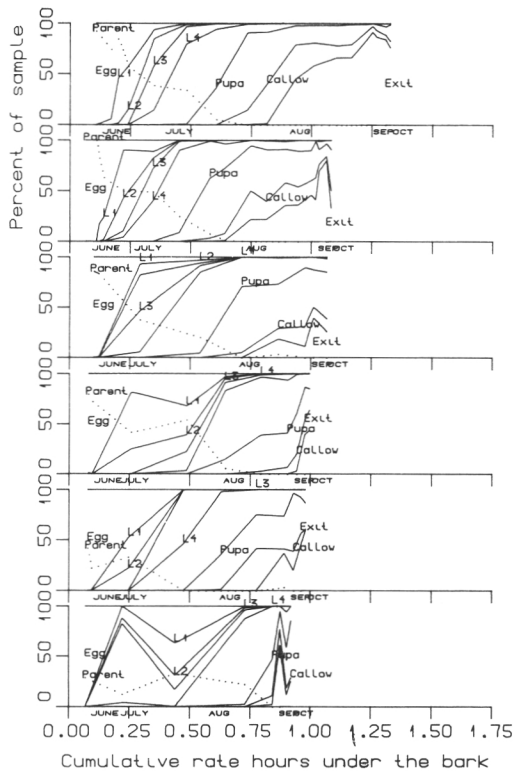 Percent of sample
100
50
0
Parent
Egg
L1
L2
L3
L4
Pupa
Callow
Exit
JUNE
JULY
AUG
SEP
OCT
100
50
0
Parent
Egg
L1
L2
L3
L4
Pupa
Callow
Exit
JUNE
JULY
AUG
SEP
OCT
100
50
0
Parent
Egg
L1
L2
L3
Pupa
Callow
Exit
JUNE
JULY
AUG
SEP
OCT
100
50
0
Parent
Egg
L1
L2
L3
L4
Exit
Pupa
Callow
JUNE
JULY
AUG
SEP
OCT
100
50
0
Egg
Parent
L1
L2
L3
L4
Pupa
Exit
Callow
JUNE
JULY
AUG
SEP
OCT
100
50
0
Egg
Parent
L1
L2
L3
L4
Pupa
Callow
JUNE
JULY
AUG
SEP
OCT
0.00 0.25 0.50 0.75 1.00 1.25 1.50 1.75
Cumulative rate hours under the bark